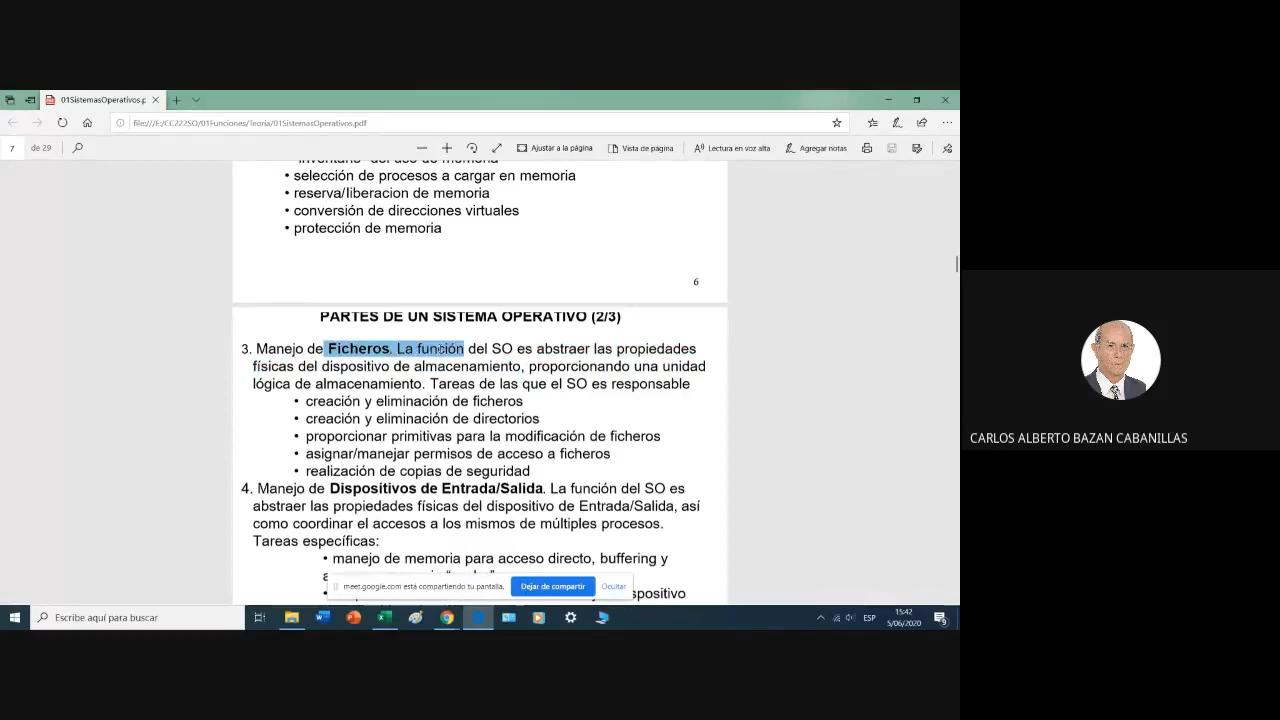 01SistemasOperativos.p
file:///E:/CC222SO/01Funciones/Teoria/01SistemasOperativos.pdf
7 de 29
Ajustar a la página
Vista de página
Lectura en voz alta
Agregar notas
"inventario" del uso de memoria
• selección de procesos a cargar en memoria
• reserva/liberacion de memoria
• conversión de direcciones virtuales
• protección de memoria
6
PARTES DE UN SISTEMA OPERATIVO (2/3)
3. Manejo de Ficheros. La función del SO es abstraer las propiedades
físicas del dispositivo de almacenamiento, proporcionando una unidad
lógica de almacenamiento. Tareas de las que el SO es responsable
• creación y eliminación de ficheros
• creación y eliminación de directorios
• proporcionar primitivas para la modificación de ficheros
• asignar/manejar permisos de acceso a ficheros
• realización de copias de seguridad
4. Manejo de Dispositivos de Entrada/Salida. La función del SO es
abstraer las propiedades físicas del dispositivo de Entrada/Salida, así
como coordinar el accesos a los mismos de múltiples procesos.
Tareas específicas:
• manejo de memoria para acceso directo, buffering y
meet.google.com está compartiendo tu pantalla.
Dejar de compartir
Ocultar
Escribe aquí para buscar
ESP
15:42
5/06/2020
9
CARLOS ALBERTO BAZAN CABANILLAS